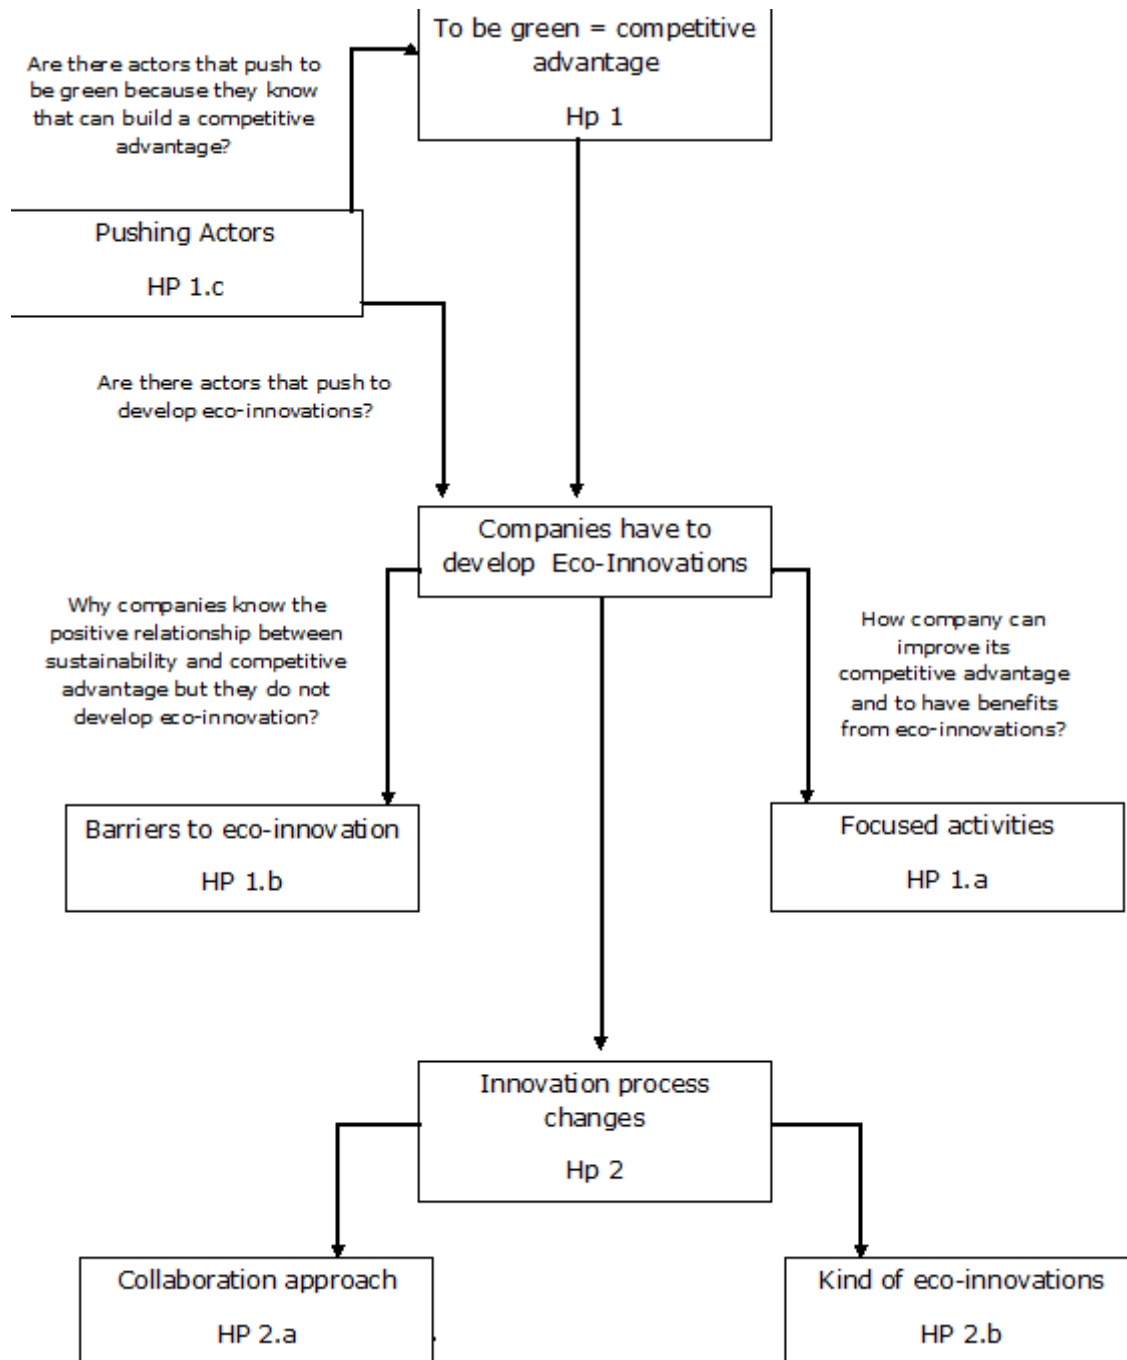 To be green = competitive
advantage
Hp 1
Are there actors that push to
be green because they know
that can build a competitive
advantage?
Pushing Actors
HP 1.c
Are there actors that push to
develop eco-innovations?
Companies have to
develop Eco-Innovations
Why companies know the
positive relationship between
sustainability and competitive
advantage but they do not
develop eco-innovation?
How company can
improve its
competitive advantage
and to have benefits
from eco-innovations?
Barriers to eco-innovation
HP 1.b
Focused activities
HP 1.a
Innovation process
changes
Hp 2
Collaboration approach
HP 2.a
Kind of eco-innovations
HP 2.b